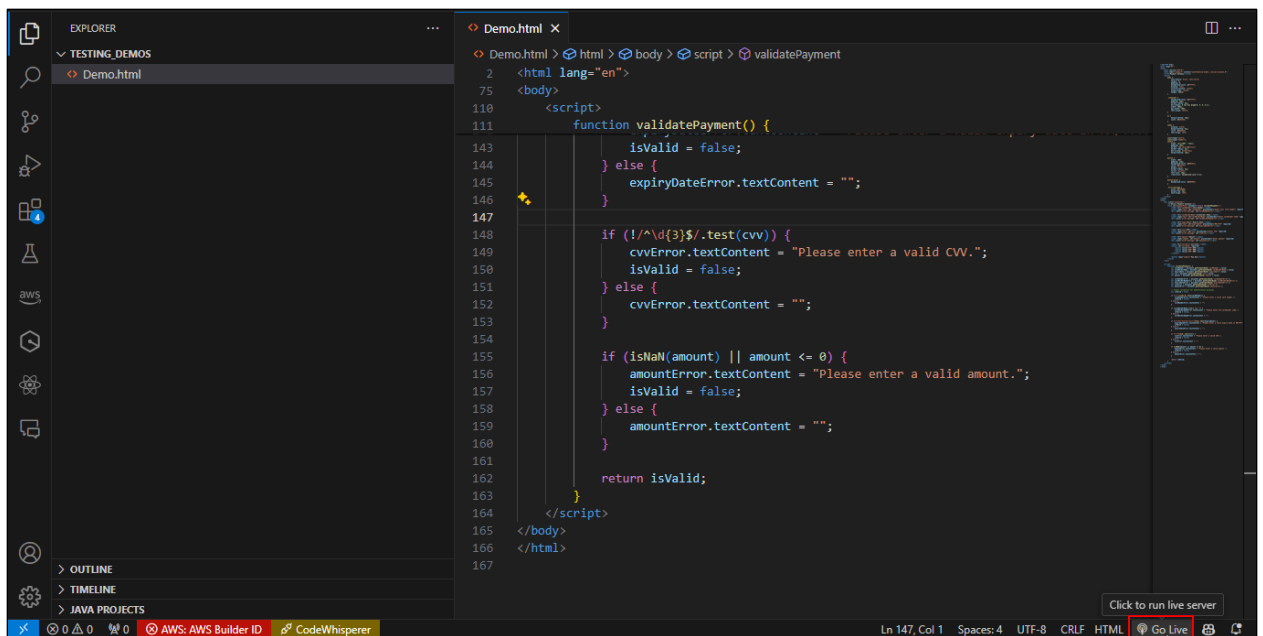 EXPLORER
TESTING_DEMOS
Demo.html
OUTLINE
TIMELINE
JAVA PROJECTS
4
aws
Demo.html
Demo.html > html > body > script > validatePayment
2 <html lang="en">
75 <body>
110 <script>
111 function validatePayment() {
143 isValid = false;
144 } else {
145 expiryDateError.textContent = "";
146 }
147
148 if (!/^\d{3}$/.test(cvv)) {
149 cvvError.textContent = "Please enter a valid CVV.";
150 isValid = false;
151 } else {
152 cvvError.textContent = "";
153 }
154
155 if (isNaN(amount) || amount <= 0) {
156 amountError.textContent = "Please enter a valid amount.";
157 isValid = false;
158 } else {
159 amountError.textContent = "";
160 }
161
162 return isValid;
163 }
164 </script>
165 </body>
166 </html>
167
Click to run live server
0 0 0 AWS: AWS Builder ID CodeWhisperer Ln 147, Col 1 Spaces: 4 UTF-8 CRLF HTML Go Live